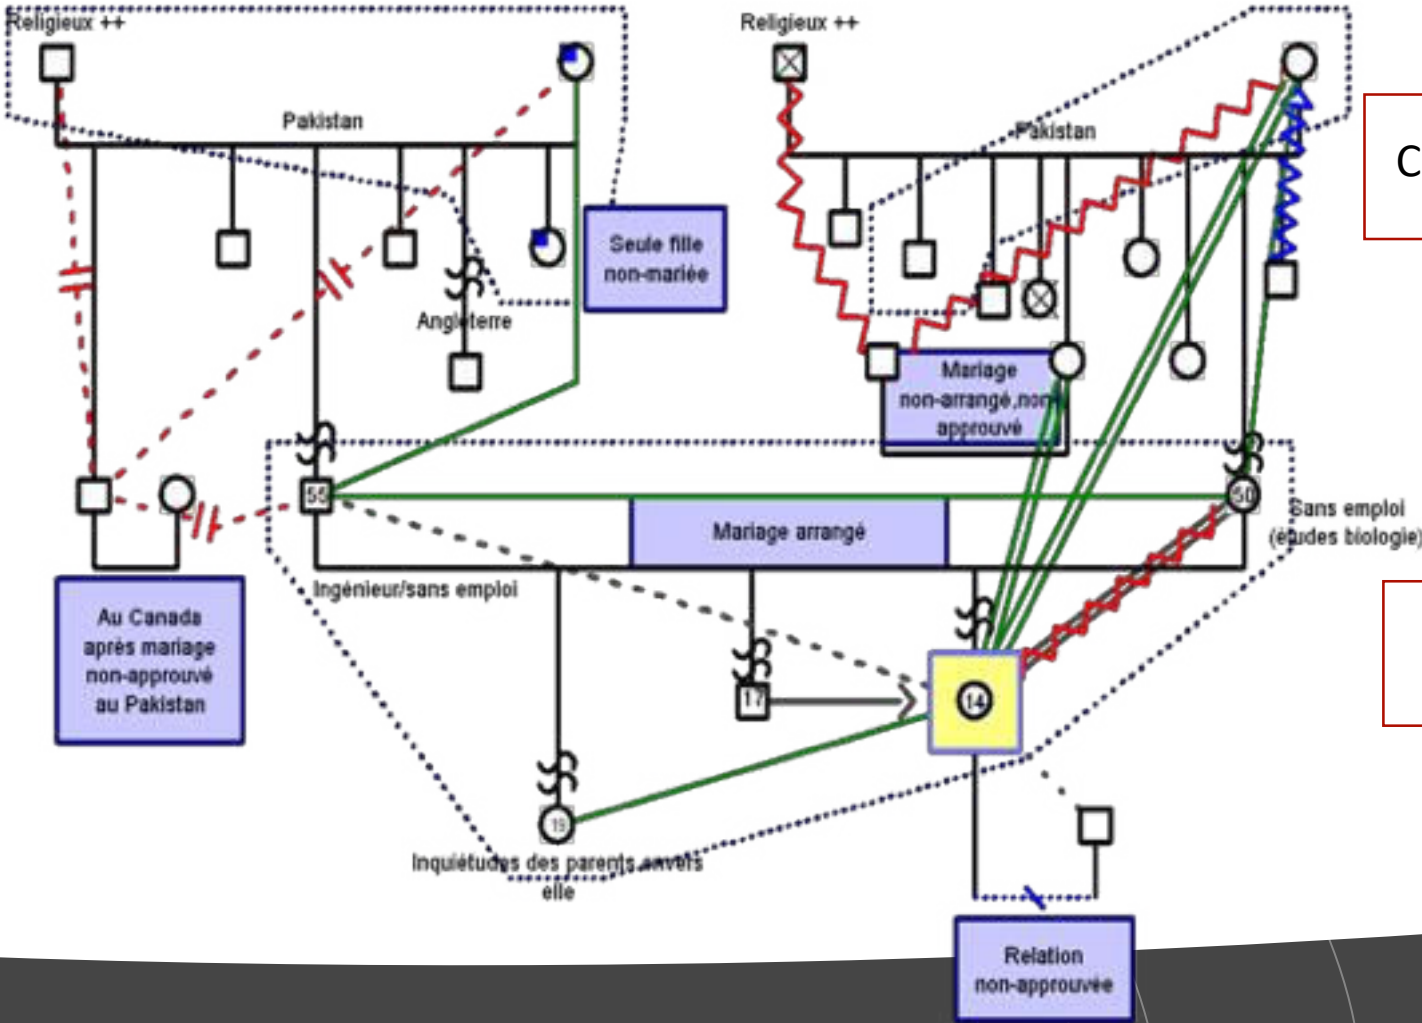 Religieux ++
Religieux ++
Pakistan
Pakistan
C
Seule fille
non-mariée
Angleterre
Mariage
non-arrangé,non-
approuvé
55
50
Sans emploi
(études biologie)
Mariage arrangé
Ingénieur/sans emploi
Au Canada
après mariage
non-approuvé
au Pakistan
17
14
19
Inquiétudes des parents envers
elle
Relation
non-approuvée